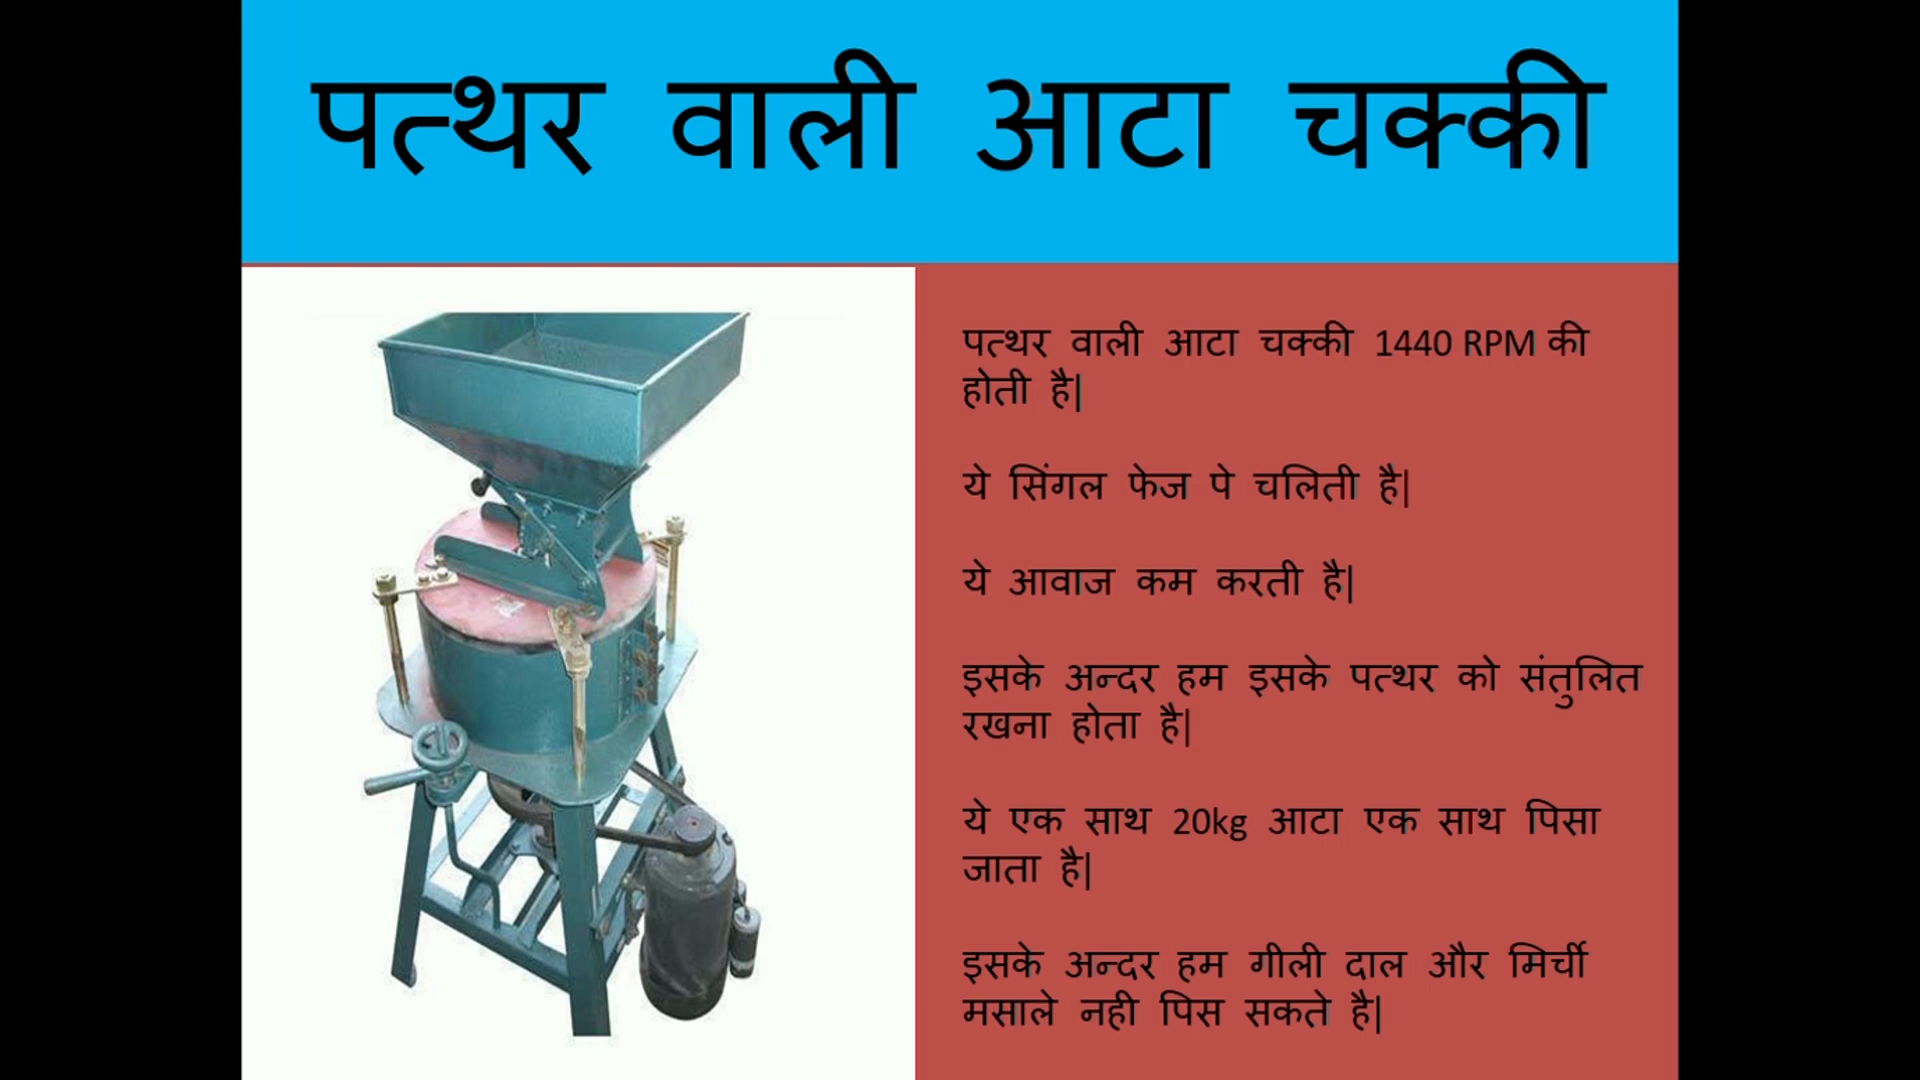 पत्थर वाली आटा चक्की
पत्थर वाली आटा चक्की 1440 RPM की
होती है|
ये सिंगल फेज पे चलिती है|
ये आवाज कम करती है|
इसके अन्दर हम इसके पत्थर को संतुलित
रखना होता है|
ये एक साथ 20kg आटा एक साथ पिसा
जाता है|
इसके अन्दर हम गीली दाल और मिर्ची
मसाले नही पिस सकते है|